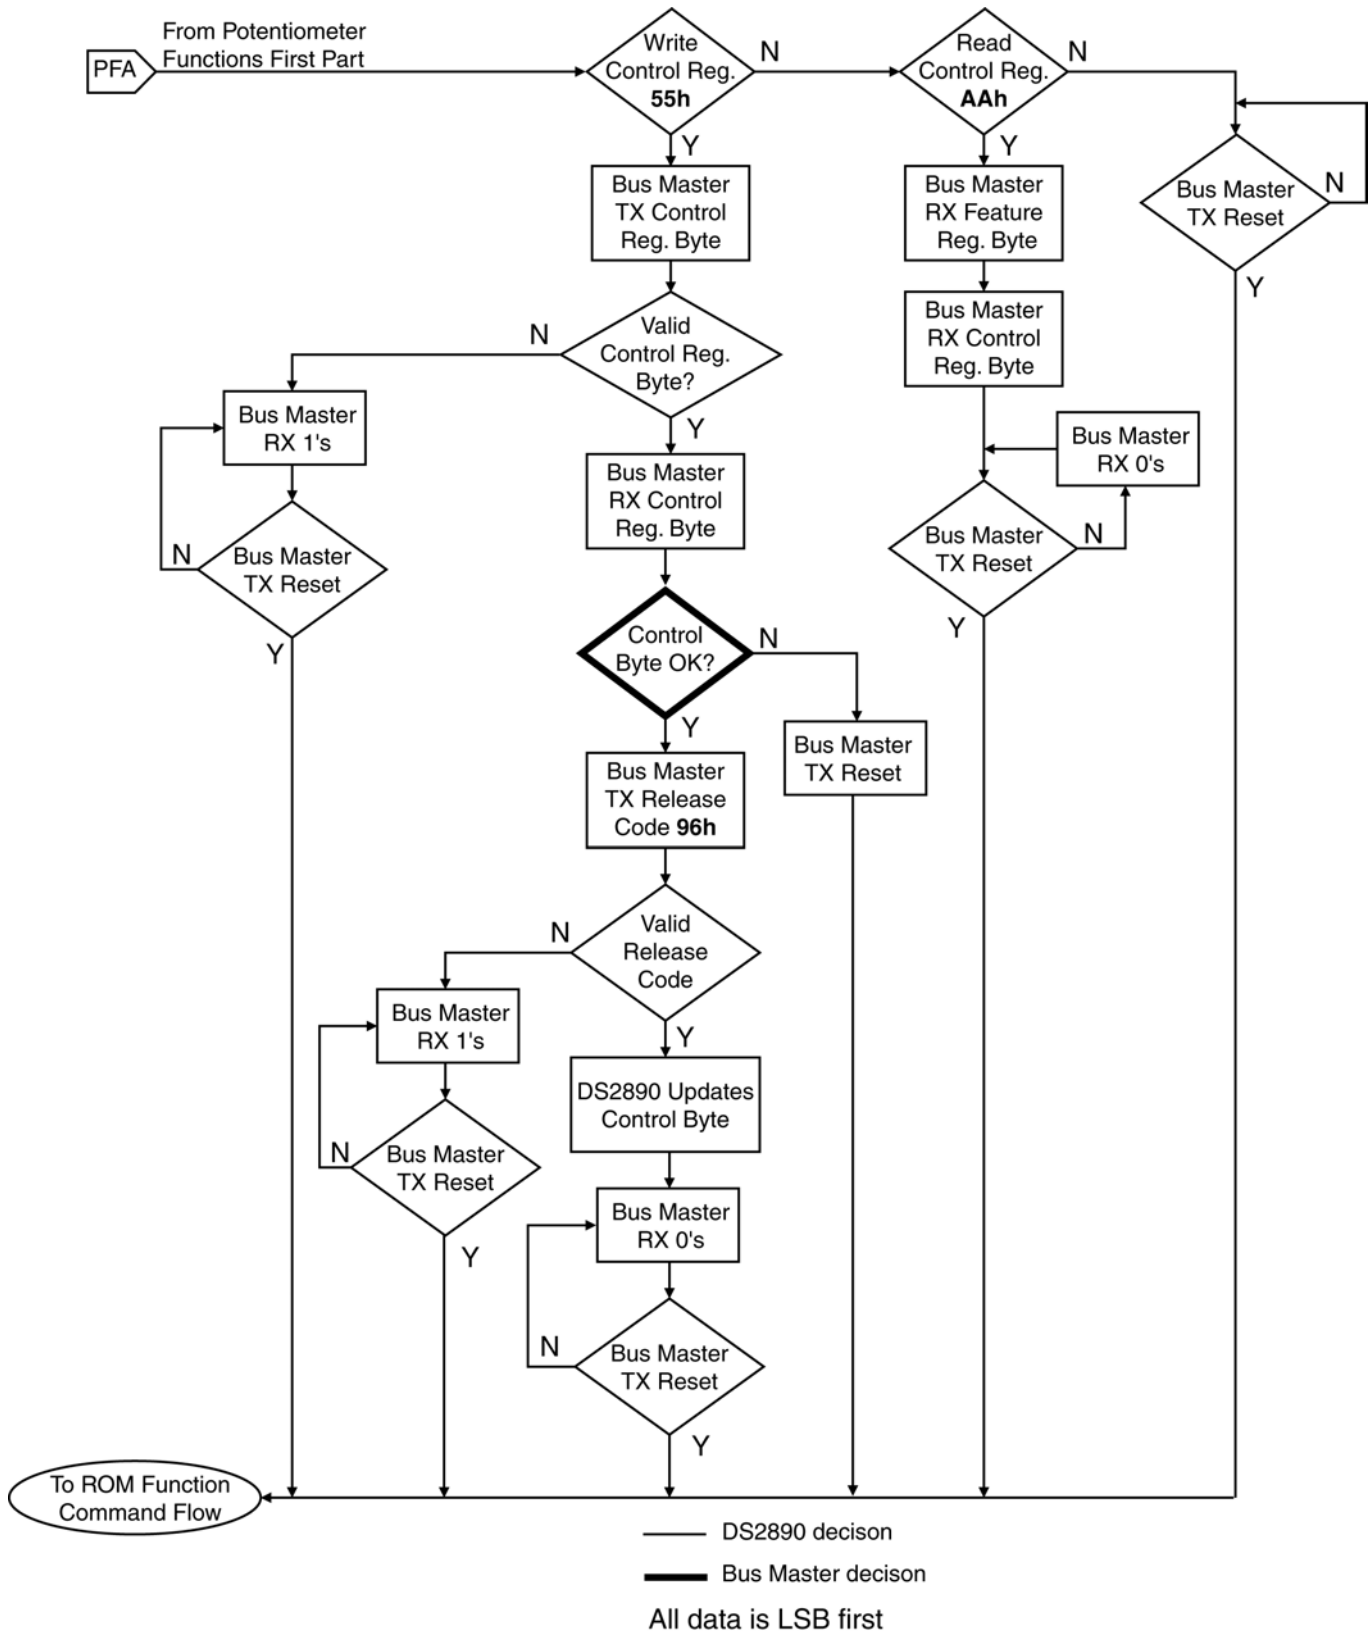 From Potentiometer
Functions First Part
PFA
Write
Control Reg.
55h
N
Y
Read
Control Reg.
AAh
N
Y
Bus Master
TX Reset
N
Y
Bus Master
TX Control
Reg. Byte
Bus Master
RX Feature
Reg. Byte
Valid
Control Reg.
Byte?
N
Y
Bus Master
RX Control
Reg. Byte
Bus Master
RX 1's
Bus Master
RX 0's
Bus Master
RX Control
Reg. Byte
Bus Master
TX Reset
N
Y
Bus Master
TX Reset
N
Y
Control
Byte OK?
N
Y
Bus Master
TX Reset
Bus Master
TX Release
Code 96h
Valid
Release
Code
N
Y
Bus Master
RX 1's
DS2890 Updates
Control Byte
Bus Master
TX Reset
N
Y
Bus Master
RX 0's
Bus Master
TX Reset
N
Y
To ROM Function
Command Flow
DS2890 decison
Bus Master decison
All data is LSB first